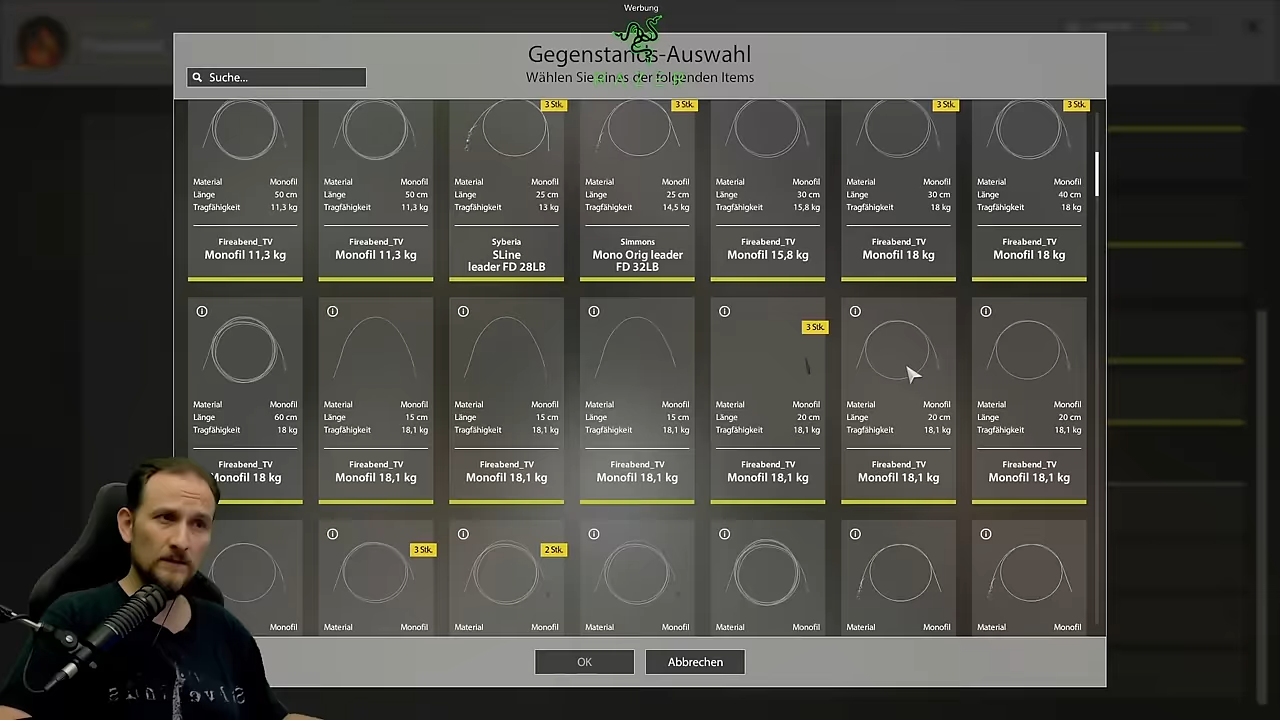 Werbung
Gegenstands-Auswahl
Suche...
Wählen Sie eines der folgenden Items
RAZER
3 Stk. 3 Stk. 3 Stk. 3 Stk.
Material Monofil Material Monofil Material Monofil Material Monofil Material Monofil Material Monofil Material Monofil
Länge 50 cm Länge 50 cm Länge 25 cm Länge 25 cm Länge 30 cm Länge 30 cm Länge 40 cm
Tragfähigkeit 11,3 kg Tragfähigkeit 11,3 kg Tragfähigkeit 13 kg Tragfähigkeit 14,5 kg Tragfähigkeit 15,8 kg Tragfähigkeit 18 kg Tragfähigkeit 18 kg
Fireabend_TV Fireabend_TV Syberia Simmons Fireabend_TV Fireabend_TV Fireabend_TV
Monofil 11,3 kg Monofil 11,3 kg SLine Mono Orig leader Monofil 15,8 kg Monofil 18 kg Monofil 18 kg
leader FD 28LB FD 32LB
3 Stk.
Material Monofil Material Monofil Material Monofil Material Monofil Material Monofil Material Monofil Material Monofil
Länge 60 cm Länge 15 cm Länge 15 cm Länge 15 cm Länge 20 cm Länge 20 cm Länge 20 cm
Tragfähigkeit 18 kg Tragfähigkeit 18,1 kg Tragfähigkeit 18,1 kg Tragfähigkeit 18,1 kg Tragfähigkeit 18,1 kg Tragfähigkeit 18,1 kg Tragfähigkeit 18,1 kg
Fireabend_TV Fireabend_TV Fireabend_TV Fireabend_TV Fireabend_TV Fireabend_TV Fireabend_TV
Monofil 18 kg Monofil 18,1 kg Monofil 18,1 kg Monofil 18,1 kg Monofil 18,1 kg Monofil 18,1 kg Monofil 18,1 kg
3 Stk. 2 Stk.
Monofil Material Monofil Material Monofil Material Monofil Material Monofil Material Monofil Material Monofil
OK Abbrechen